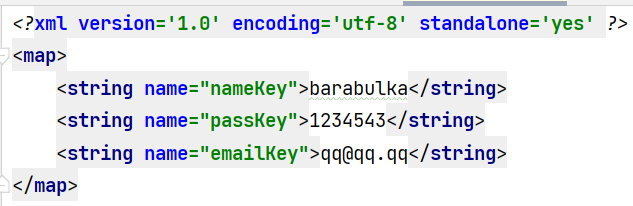 <?xml version='1.0' encoding='utf-8' standalone='yes' ?>
<map>
    <string name="nameKey">barabulka</string>
    <string name="passKey">1234543</string>
    <string name="emailKey">qq@qq.qq</string>
</map>